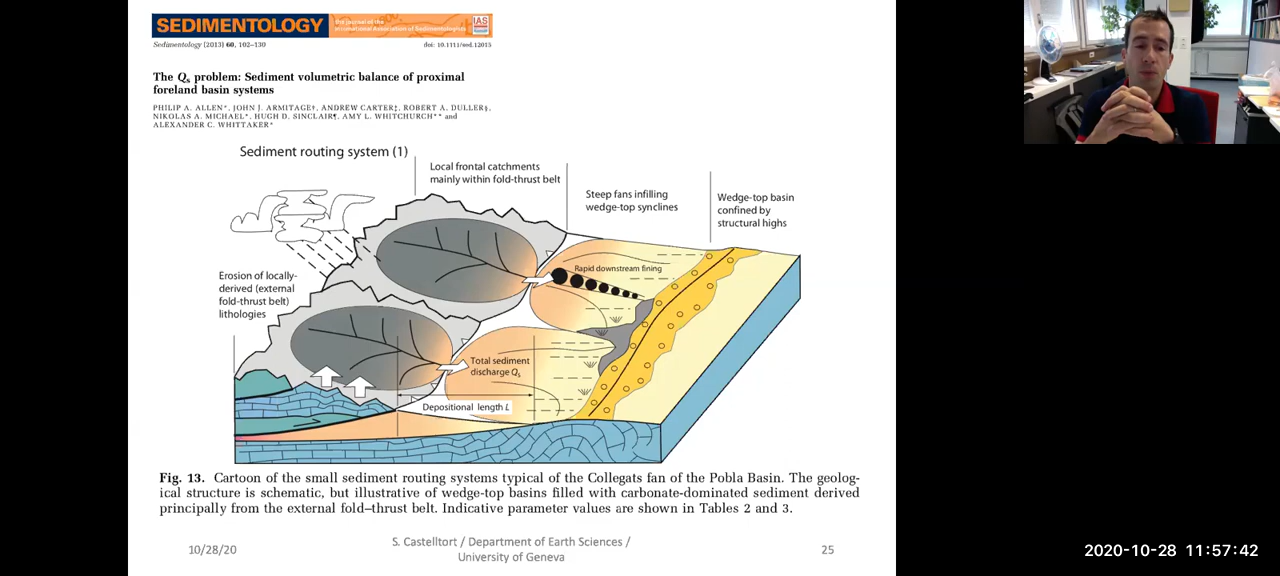 SEDIMENTOLOGY
the journal of the
International Association of Sedimentologists
IAS
Sedimentology (2013) 60, 102–130
doi: 10.1111/sed.12015
The Qs problem: Sediment volumetric balance of proximal
foreland basin systems
PHILIP A. ALLEN*, JOHN J. ARMITAGE†, ANDREW CARTER‡, ROBERT A. DULLER§,
NIKOLAS A. MICHAEL*, HUGH D. SINCLAIR¶, AMY L. WHITCHURCH** and
ALEXANDER C. WHITTAKER*
Sediment routing system (1)
Local frontal catchments
mainly within fold-thrust belt
Steep fans infilling
wedge-top synclines
Wedge-top basin
confined by
structural highs
Rapid downstream fining
Erosion of locally-
derived (external
fold-thrust belt)
lithologies
Total sediment
discharge Qs
Depositional length L
Fig. 13. Cartoon of the small sediment routing systems typical of the Collegats fan of the Pobla Basin. The geolog-
ical structure is schematic, but illustrative of wedge-top basins filled with carbonate-dominated sediment derived
principally from the external fold–thrust belt. Indicative parameter values are shown in Tables 2 and 3.
10/28/20
S. Castelltort / Department of Earth Sciences /
University of Geneva
25
2020-10-28 11:57:42